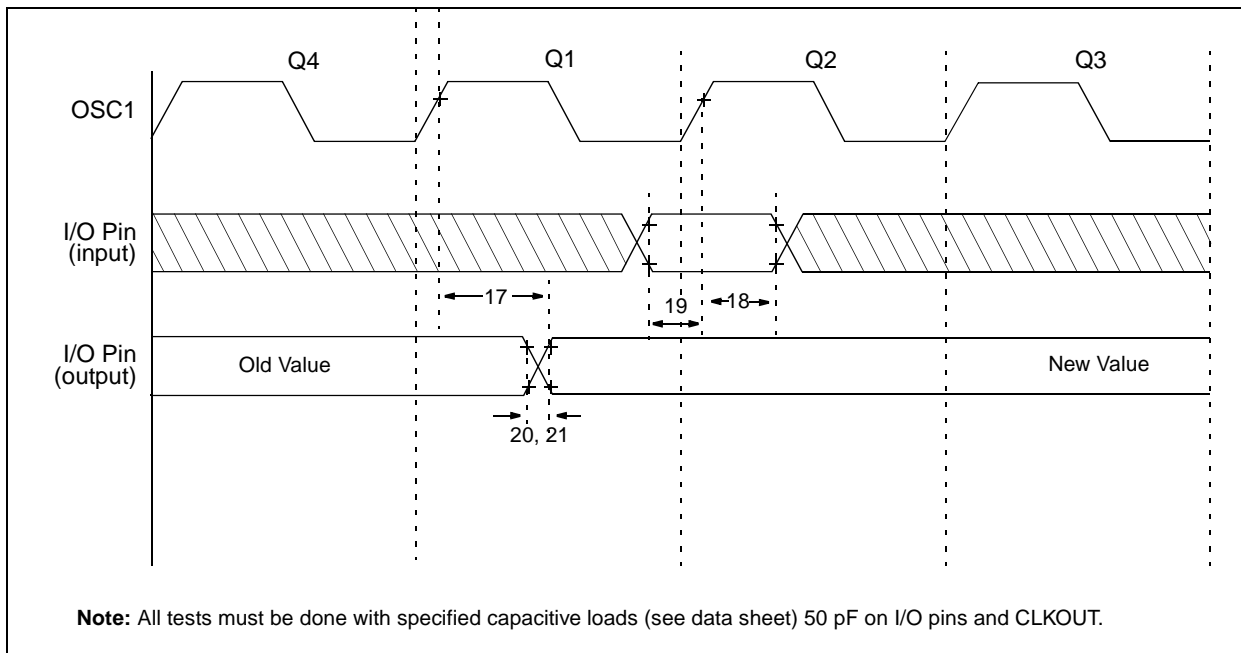 Q4
Q1
Q2
Q3
OSC1
I/O Pin
(input)
17
19
18
I/O Pin
(output)
Old Value
New Value
20, 21
Note: All tests must be done with specified capacitive loads (see data sheet) 50 pF on I/O pins and CLKOUT.